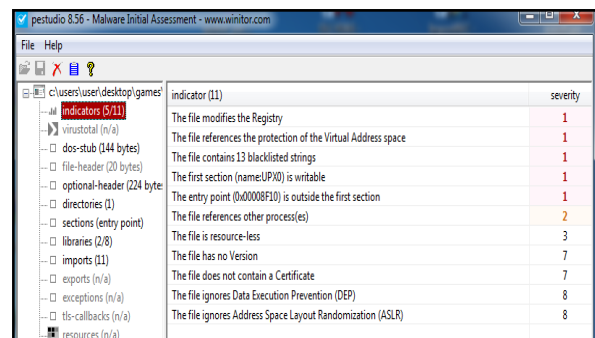 pestudio 8.56 - Malware Initial Assessment - www.winitor.com
File Help
c:\users\user\desktop\games'
indicators (5/11)
virustotal (n/a)
dos-stub (144 bytes)
file-header (20 bytes)
optional-header (224 byte:
directories (1)
sections (entry point)
libraries (2/8)
imports (11)
exports (n/a)
exceptions (n/a)
tls-callbacks (n/a)
resources (n/a)
indicator (11) severity
The file modifies the Registry 1
The file references the protection of the Virtual Address space 1
The file contains 13 blacklisted strings 1
The first section (name:UPX0) is writable 1
The entry point (0x00008F10) is outside the first section 1
The file references other process(es) 2
The file is resource-less 3
The file has no Version 7
The file does not contain a Certificate 7
The file ignores Data Execution Prevention (DEP) 8
The file ignores Address Space Layout Randomization (ASLR) 8